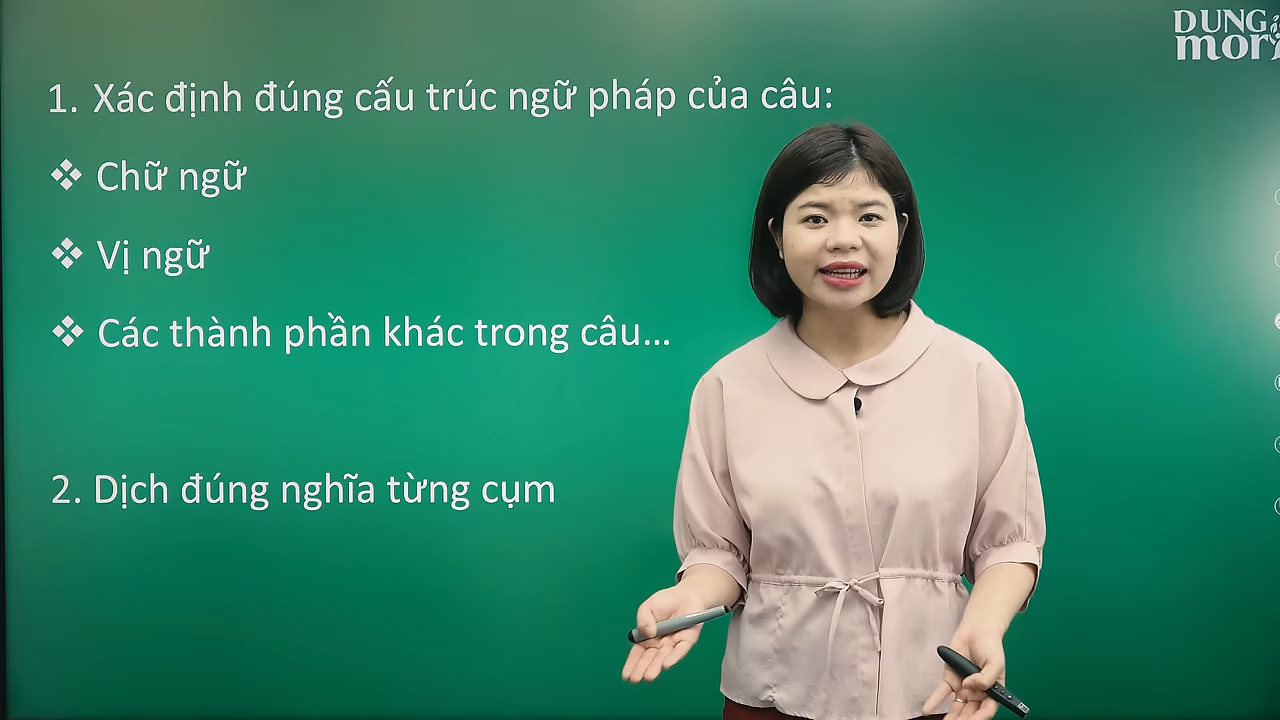 DUNG
mori
1. Xác định đúng cấu trúc ngữ pháp của câu:
❖ Chữ ngữ
❖ Vị ngữ
❖ Các thành phần khác trong câu...
2. Dịch đúng nghĩa từng cụm